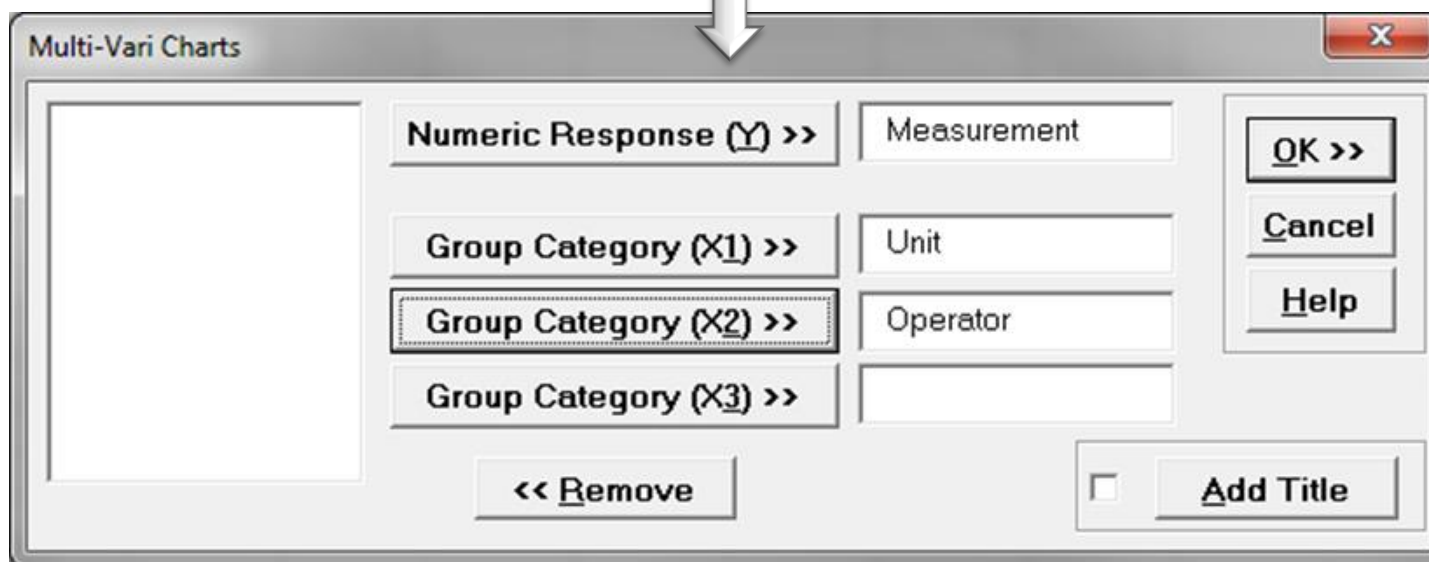 Multi-Vari Charts
Numeric Response (Y) >> Measurement
OK >>
Group Category (X1) >> Unit
Cancel
Group Category (X2) >> Operator
Help
Group Category (X3) >>
<< Remove
Add Title